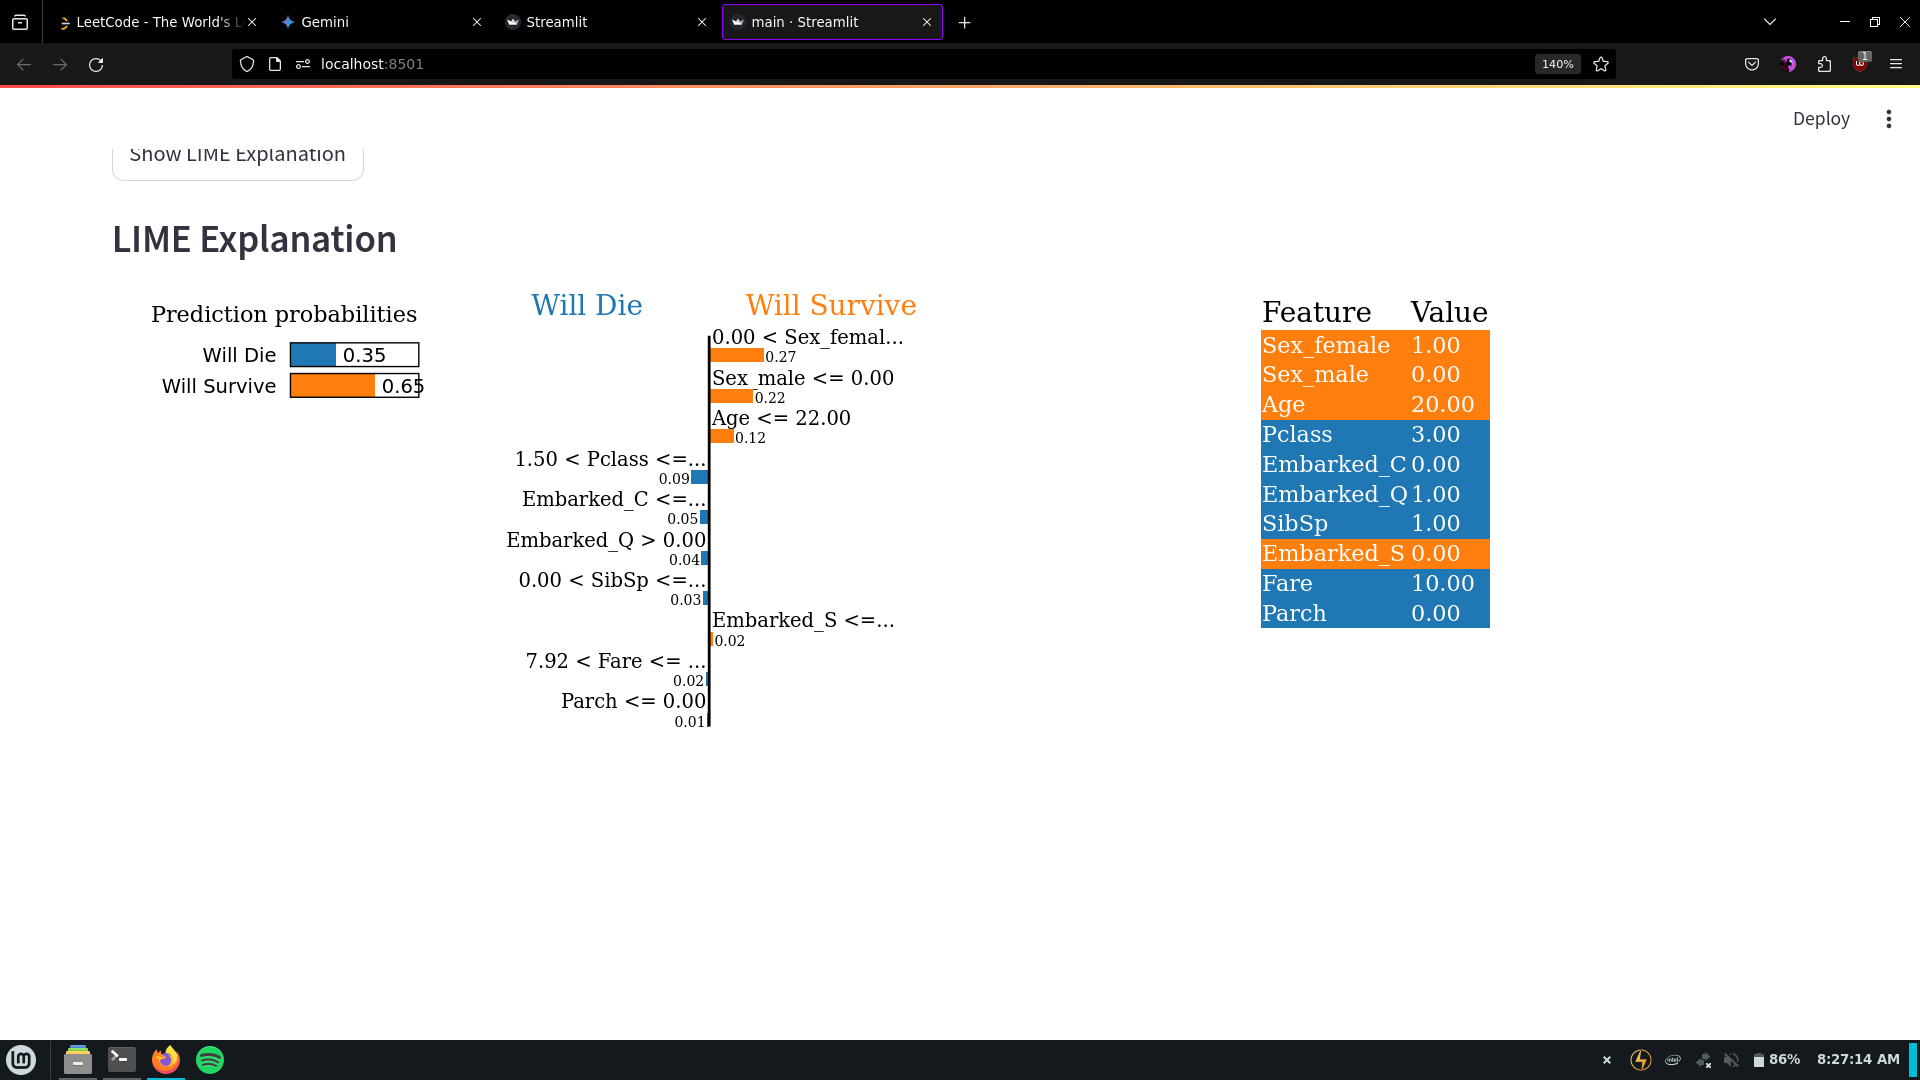 LeetCode - The World's L
Gemini
Streamlit
main · Streamlit
localhost:8501
140%
1
Deploy
Show LIME Explanation
LIME Explanation
Prediction probabilities
Will Die 0.35
Will Survive 0.65
Will Die Will Survive
0.00 < Sex_femal...
0.27
Sex_male <= 0.00
0.22
Age <= 22.00
0.12
1.50 < Pclass <=...
0.09
Embarked_C <=...
0.05
Embarked_Q > 0.00
0.04
0.00 < SibSp <=...
0.03
Embarked_S <=...
0.02
7.92 < Fare <= ...
0.02
Parch <= 0.00
0.01
Feature Value
Sex_female 1.00
Sex_male 0.00
Age 20.00
Pclass 3.00
Embarked_C 0.00
Embarked_Q 1.00
SibSp 1.00
Embarked_S 0.00
Fare 10.00
Parch 0.00
86%
8:27:14 AM